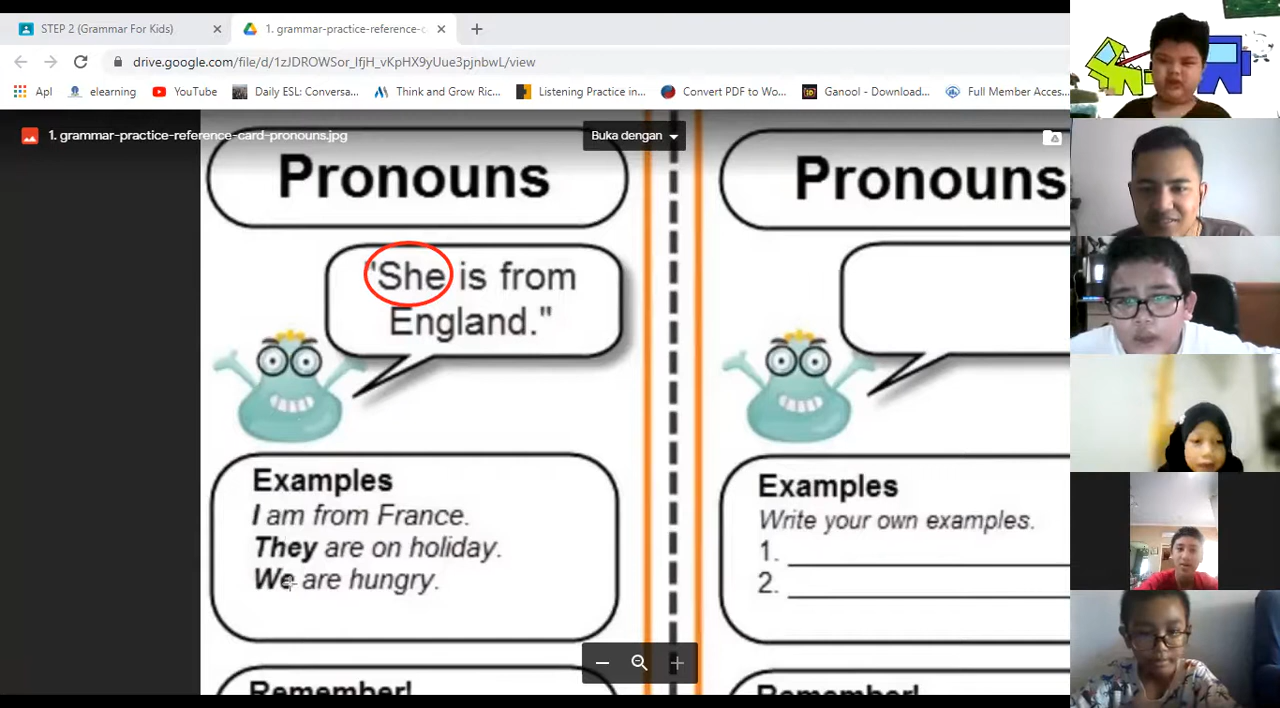 STEP 2 (Grammar For Kids)
1. grammar-practice-reference-c
drive.google.com/file/d/1zJDROWSor_lfjH_vKpHX9yUue3pjnbwL/view
Apl
elearning
YouTube
Daily ESL: Conversa...
Think and Grow Ric...
Listening Practice in...
Convert PDF to Wo...
Ganool - Download...
Full Member Acces...
1. grammar-practice-reference-card-pronouns.jpg
Buka dengan
Pronouns
"She is from
England."
Examples
I am from France.
They are on holiday.
We are hungry.
Remember!
Pronouns
Examples
Write your own examples.
1.
2.
Remember!